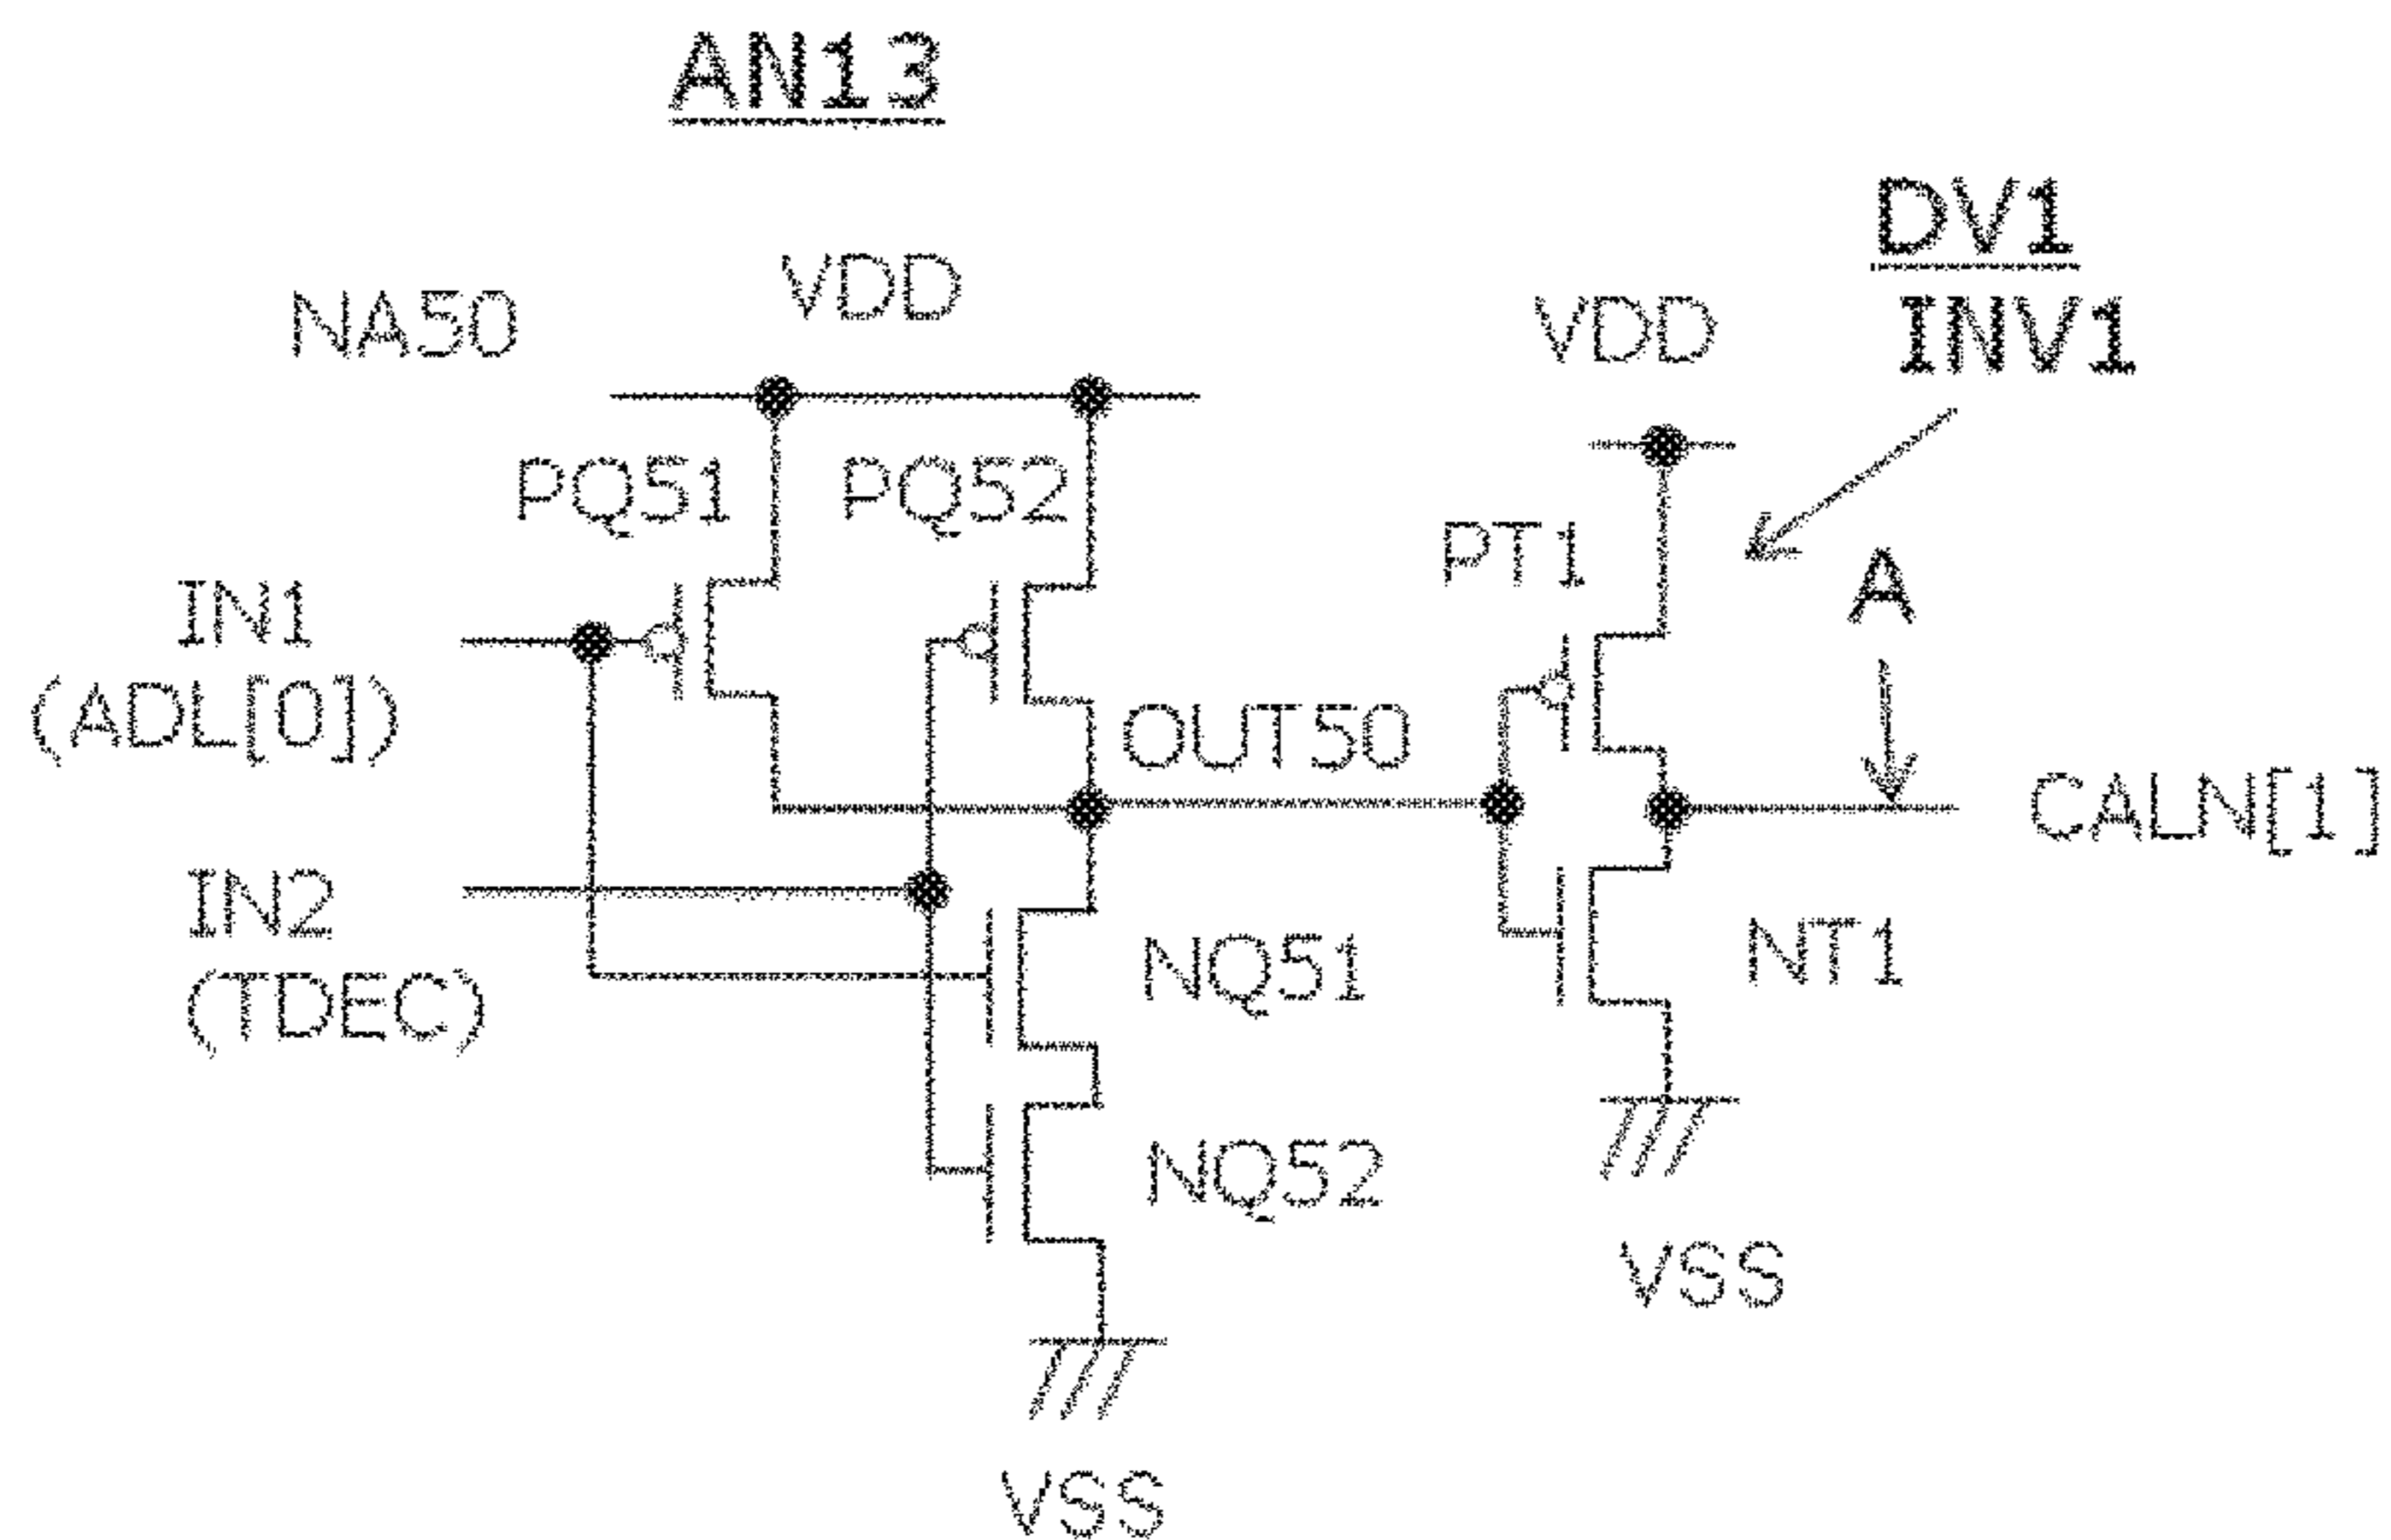 AN13
DV1
INV1
NA50
VDD
VDD
PQ51
PQ52
PT1
A
IN1
(ADL[0])
OUT50
CALN[1]
IN2
(TDEC)
NQ51
NT1
NQ52
VSS
VSS